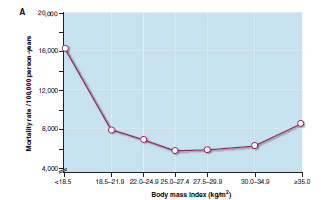 A
20,000
16,000
12,000
8,000
4,000
Mortality rate /100,000 person-years
<18.5 18.5–21.9 22.0–24.9 25.0–27.4 27.5–29.9 30.0–34.9 ≥35.0
Body mass index (kg/m²)